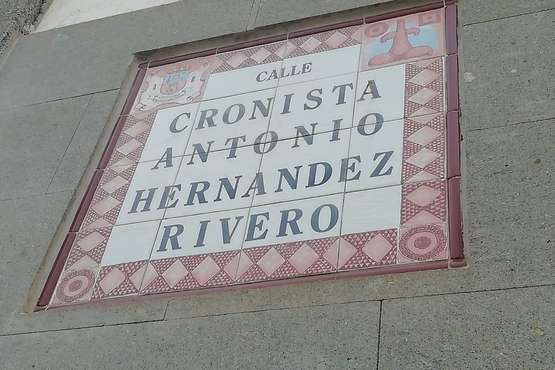 CALLE
CRONISTA
ANTONIO
HERNANDEZ
RIVERO